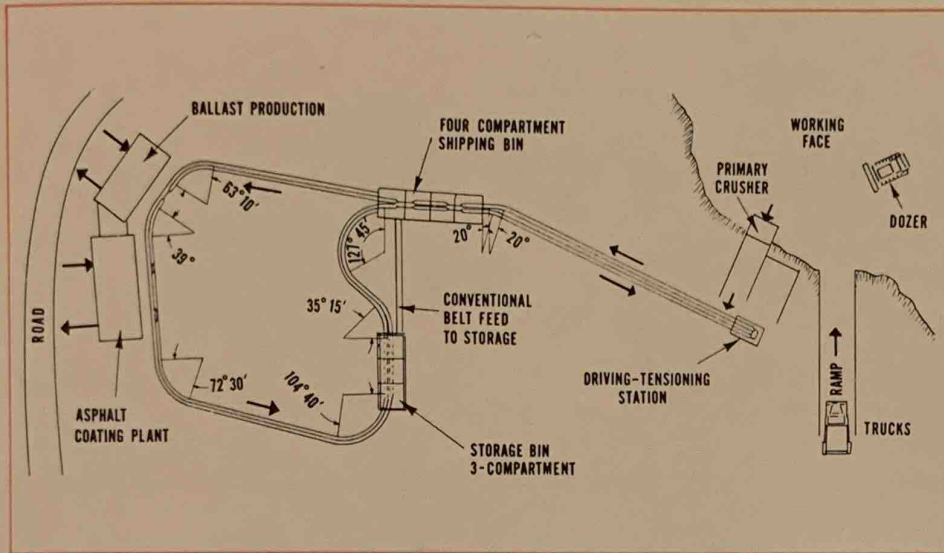 BALLAST PRODUCTION
FOUR COMPARTMENT
SHIPPING BIN
WORKING
FACE
PRIMARY
CRUSHER
DOZER
63° 10′
39°
127° 45′
20°
20°
35° 15′
CONVENTIONAL
BELT FEED
TO STORAGE
ROAD
72° 30′
104° 40′
DRIVING-TENSIONING
STATION
RAMP
TRUCKS
ASPHALT
COATING PLANT
STORAGE BIN
3-COMPARTMENT